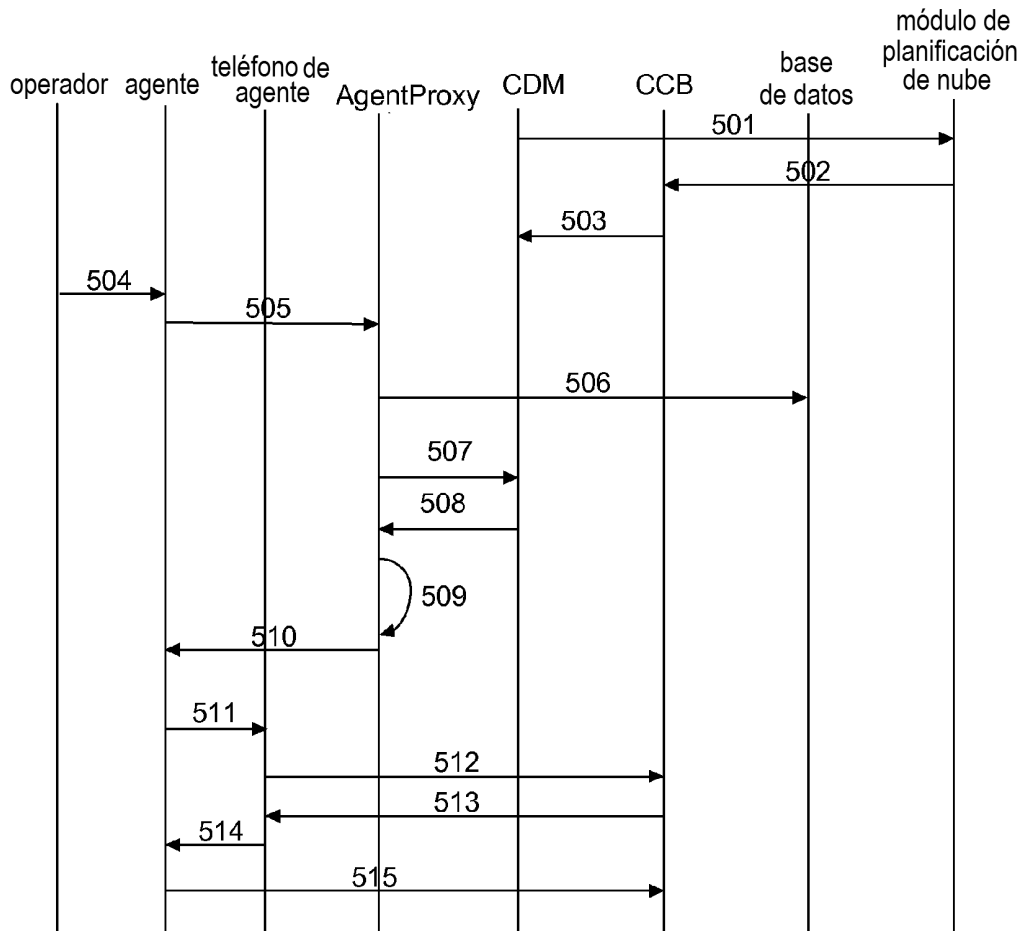 operador
agente
teléfono de
agente
AgentProxy
CDM
CCB
base
de datos
módulo de
planificación
de nube
501
502
503
504
505
506
507
508
509
510
511
512
513
514
515